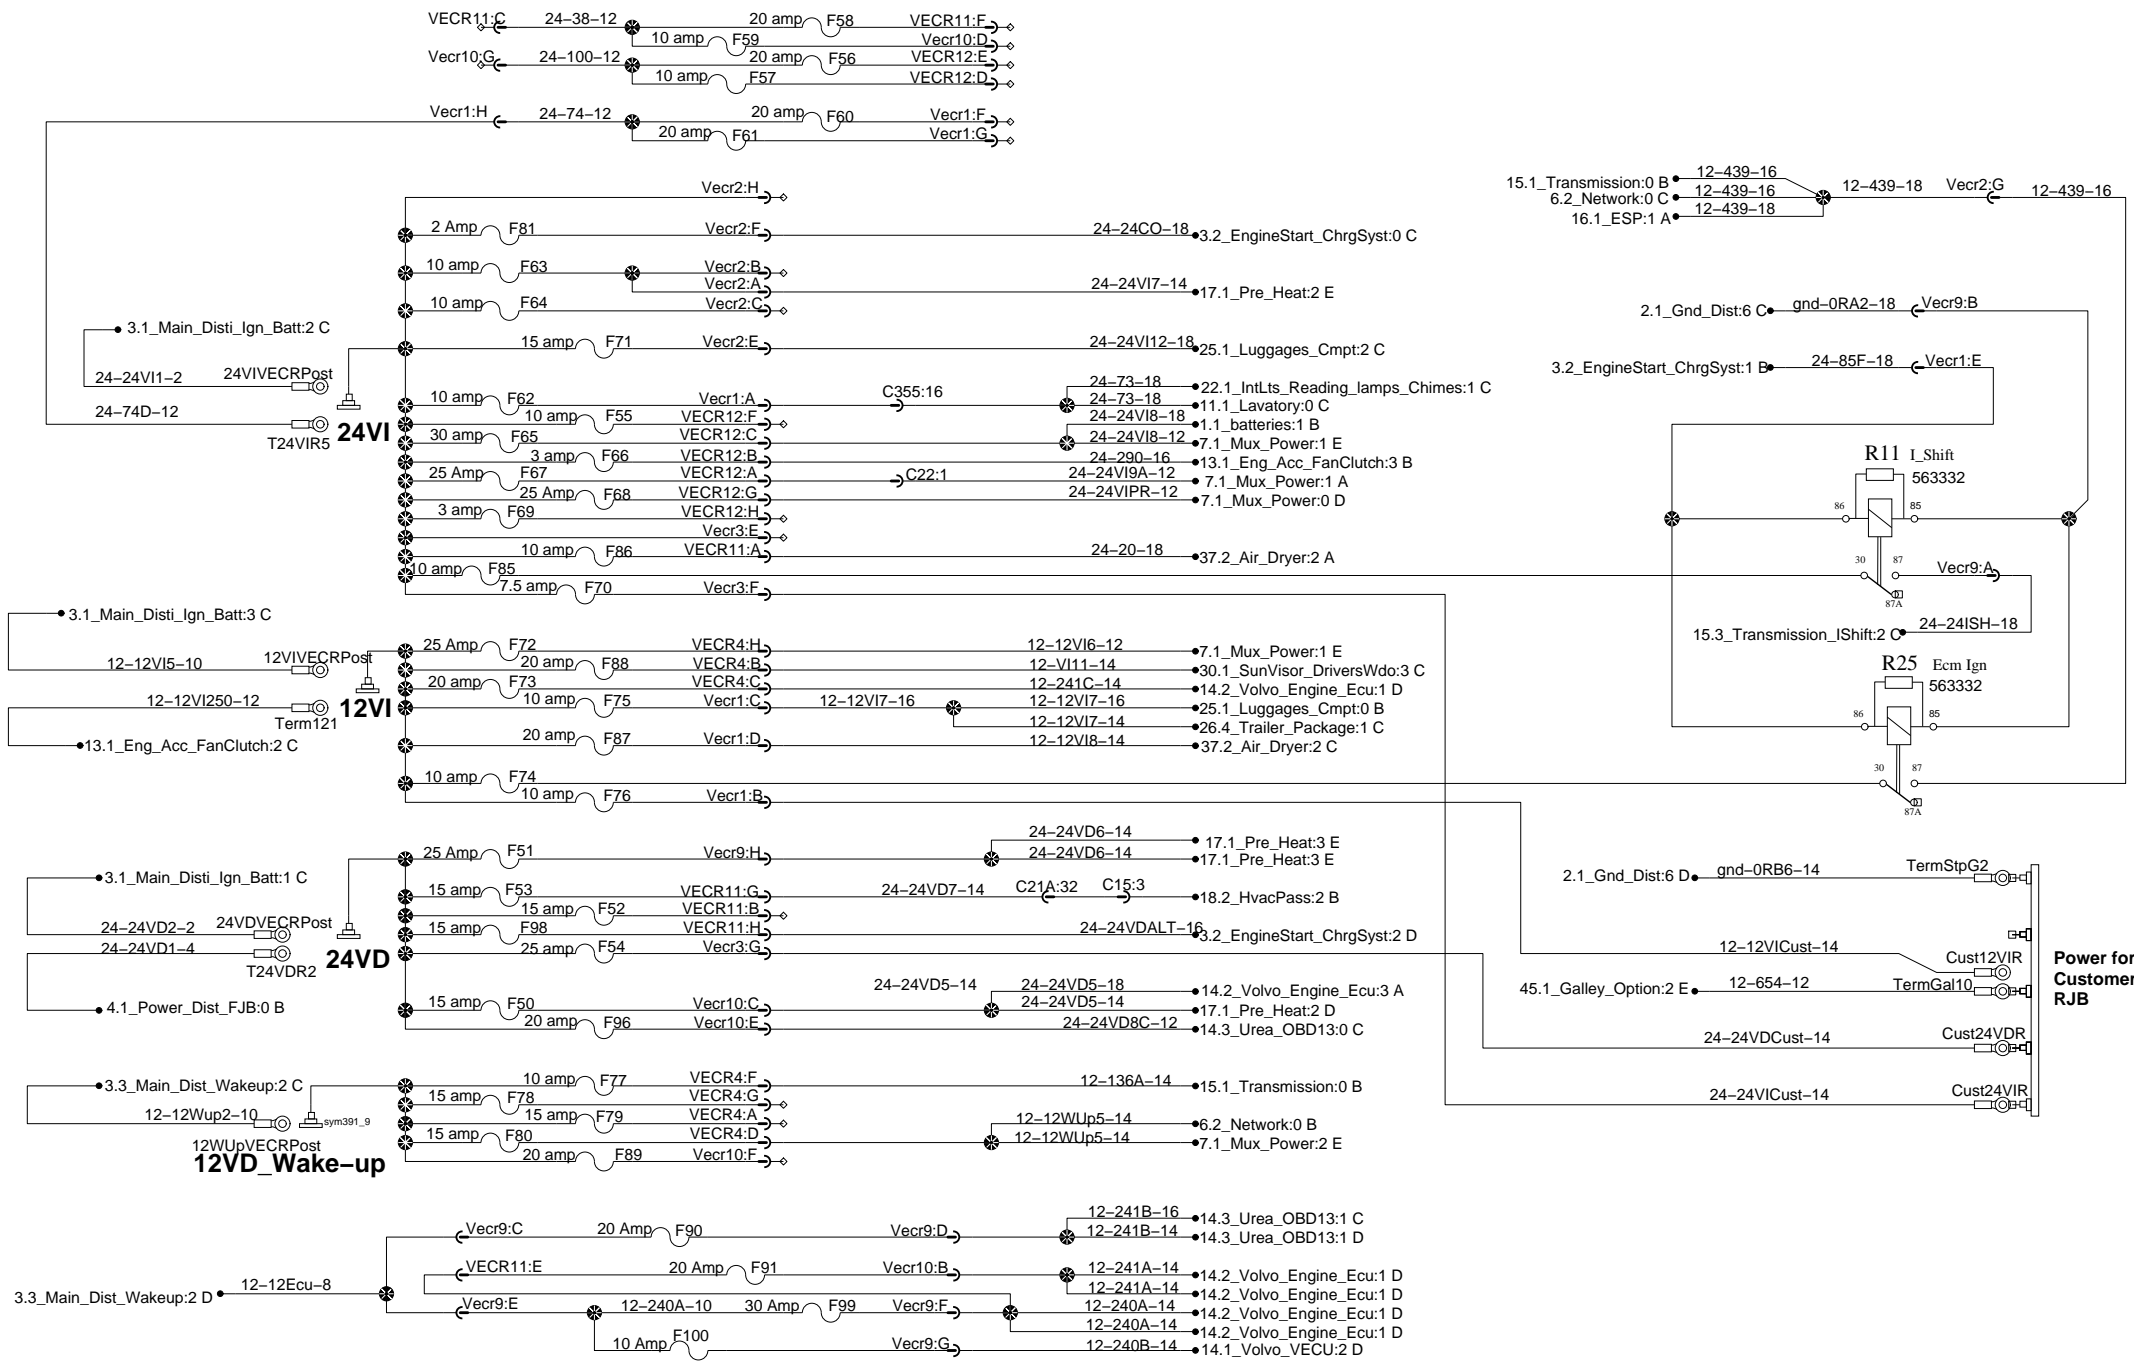 VECR11:C 24–38–12 20 amp F58 VECR11:F
10 amp F59 Vecr10:D
Vecr10:G 24–100–12 20 amp F56 VECR12:E
10 amp F57 VECR12:D
Vecr1:H 24–74–12 20 amp F60 Vecr1:F
20 amp F61 Vecr1:G
Vecr2:H
2 Amp F81 Vecr2:F 24–24CO–18 3.2_EngineStart_ChrgSyst:0 C
10 amp F63 Vecr2:B
Vecr2:A 24–24VI7–14 17.1_Pre_Heat:2 E
10 amp F64 Vecr2:C
3.1_Main_Disti_Ign_Batt:2 C
15 amp F71 Vecr2:E 24–24VI12–18 25.1_Luggages_Cmpt:2 C
24–24VI1–2 24VIVECRPost
24–74D–12
T24VIR5
24VI
10 amp F62 Vecr1:A C355:16 24–73–18 22.1_IntLts_Reading_lamps_Chimes:1 C
24–73–18 11.1_Lavatory:0 C
10 amp F55 VECR12:F
24–24VI8–18 1.1_batteries:1 B
30 amp F65 VECR12:C 24–24VI8–12 7.1_Mux_Power:1 E
3 amp F66 VECR12:B 24–290–16 13.1_Eng_Acc_FanClutch:3 B
25 Amp F67 VECR12:A C22:1 24–24VI9A–12 7.1_Mux_Power:1 A
25 Amp F68 VECR12:G 24–24VIPR–12 7.1_Mux_Power:0 D
3 amp F69 VECR12:H
Vecr3:E
10 amp F86 VECR11:A 24–20–18 37.2_Air_Dryer:2 A
10 amp F85
7.5 amp F70 Vecr3:F
15.1_Transmission:0 B 12–439–16
6.2_Network:0 C 12–439–16 12–439–18 Vecr2:G 12–439–16
16.1_ESP:1 A 12–439–18
2.1_Gnd_Dist:6 C gnd–0RA2–18 Vecr9:B
3.2_EngineStart_ChrgSyst:1 B 24–85F–18 Vecr1:E
R11 I_Shift
563332
86 85
30 87 Vecr9:A
87A
15.3_Transmission_IShift:2 C 24–24ISH–18
R25 Ecm Ign
563332
86 85
30 87
87A
3.1_Main_Disti_Ign_Batt:3 C
12–12VI5–10 12VIVECRPost
12–12VI250–12
Term121
12VI
13.1_Eng_Acc_FanClutch:2 C
25 Amp F72 VECR4:H 12–12VI6–12 7.1_Mux_Power:1 E
20 amp F88 VECR4:B 12–VI11–14 30.1_SunVisor_DriversWdo:3 C
20 amp F73 VECR4:C 12–241C–14 14.2_Volvo_Engine_Ecu:1 D
10 amp F75 Vecr1:C 12–12VI7–16 12–12VI7–16 25.1_Luggages_Cmpt:0 B
12–12VI7–14 26.4_Trailer_Package:1 C
20 amp F87 Vecr1:D 12–12VI8–14 37.2_Air_Dryer:2 C
10 amp F74
10 amp F76 Vecr1:B
3.1_Main_Disti_Ign_Batt:1 C
24–24VD2–2 24VDVECRPost
24–24VD1–4
T24VDR2
24VD
4.1_Power_Dist_FJB:0 B
24–24VD6–14 17.1_Pre_Heat:3 E
25 Amp F51 Vecr9:H 24–24VD6–14 17.1_Pre_Heat:3 E
15 amp F53 VECR11:G 24–24VD7–14 C21A:32 C15:3 18.2_HvacPass:2 B
15 amp F52 VECR11:B
15 amp F98 VECR11:H 24–24VDALT–16 3.2_EngineStart_ChrgSyst:2 D
25 amp F54 Vecr3:G
24–24VD5–14 24–24VD5–18 14.2_Volvo_Engine_Ecu:3 A
15 amp F50 Vecr10:C 24–24VD5–14 17.1_Pre_Heat:2 D
20 amp F96 Vecr10:E 24–24VD8C–12 14.3_Urea_OBD13:0 C
2.1_Gnd_Dist:6 D gnd–0RB6–14 TermStpG2
12–12VICust–14 Cust12VIR
45.1_Galley_Option:2 E 12–654–12 TermGal10
24–24VDCust–14 Cust24VDR
24–24VICust–14 Cust24VIR
Power for
Customer
RJB
3.3_Main_Dist_Wakeup:2 C
12–12Wup2–10 sym391_9
12WUpVECRPost
12VD_Wake–up
10 amp F77 VECR4:F 12–136A–14 15.1_Transmission:0 B
15 amp F78 VECR4:G
15 amp F79 VECR4:A 12–12WUp5–14 6.2_Network:0 B
15 amp F80 VECR4:D 12–12WUp5–14 7.1_Mux_Power:2 E
20 amp F89 Vecr10:F
3.3_Main_Dist_Wakeup:2 D 12–12Ecu–8
12–241B–16 14.3_Urea_OBD13:1 C
Vecr9:C 20 Amp F90 Vecr9:D 12–241B–14 14.3_Urea_OBD13:1 D
VECR11:E 20 Amp F91 Vecr10:B 12–241A–14 14.2_Volvo_Engine_Ecu:1 D
12–241A–14 14.2_Volvo_Engine_Ecu:1 D
Vecr9:E 12–240A–10 30 Amp F99 Vecr9:F 12–240A–14 14.2_Volvo_Engine_Ecu:1 D
12–240A–14 14.2_Volvo_Engine_Ecu:1 D
10 Amp F100 Vecr9:G 12–240B–14 14.1_Volvo_VECU:2 D